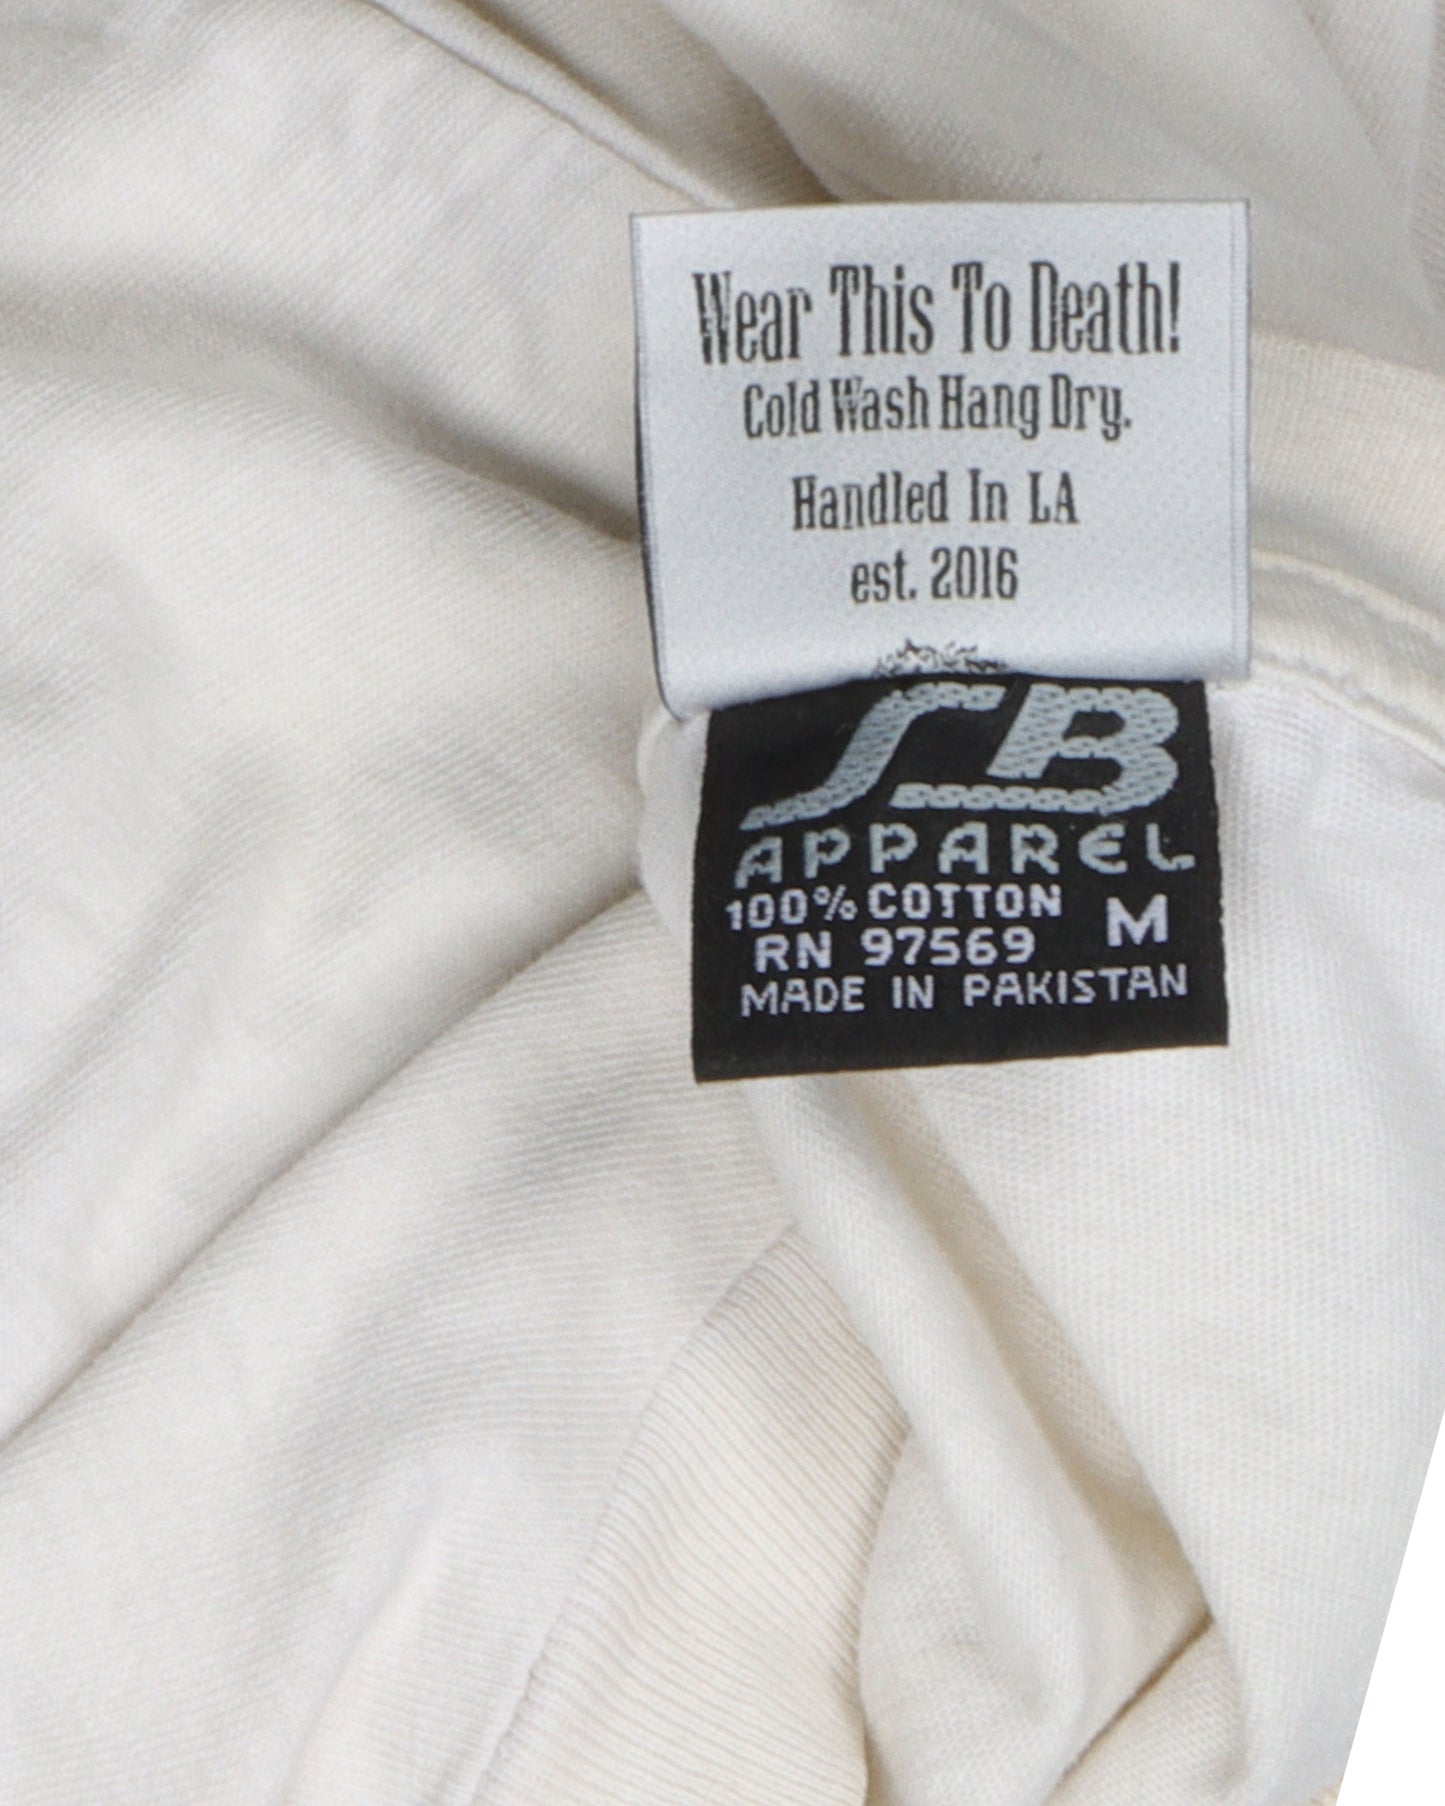 Wear This To Death!
Cold Wash Hang Dry.
Handled In LA
est. 2016
SB
APPAREL
100% COTTON M
RN 97569
MADE IN PAKISTAN